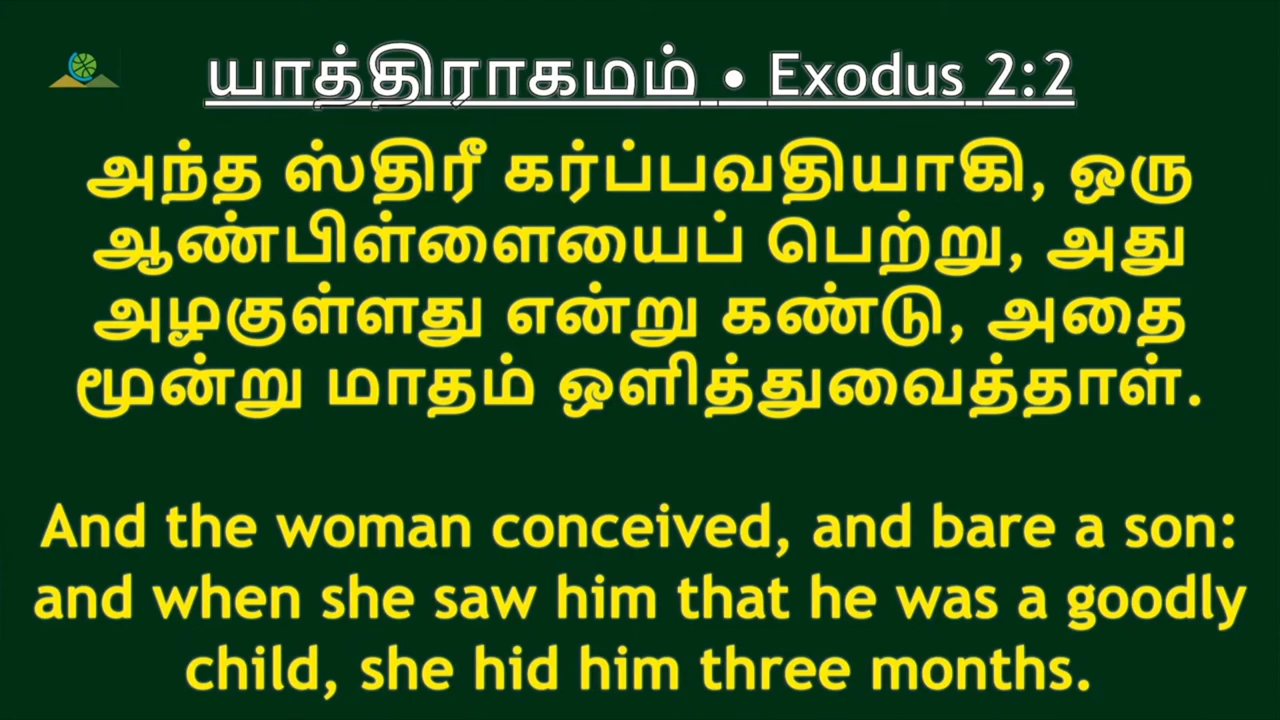 யாத்திராகமம் • Exodus 2:2
அந்த ஸ்திரீ கர்ப்பவதியாகி, ஒரு
ஆண்பிள்ளையைப் பெற்று, அது
அழகுள்ளது என்று கண்டு, அதை
மூன்று மாதம் ஒளித்துவைத்தாள்.
And the woman conceived, and bare a son:
and when she saw him that he was a goodly
child, she hid him three months.